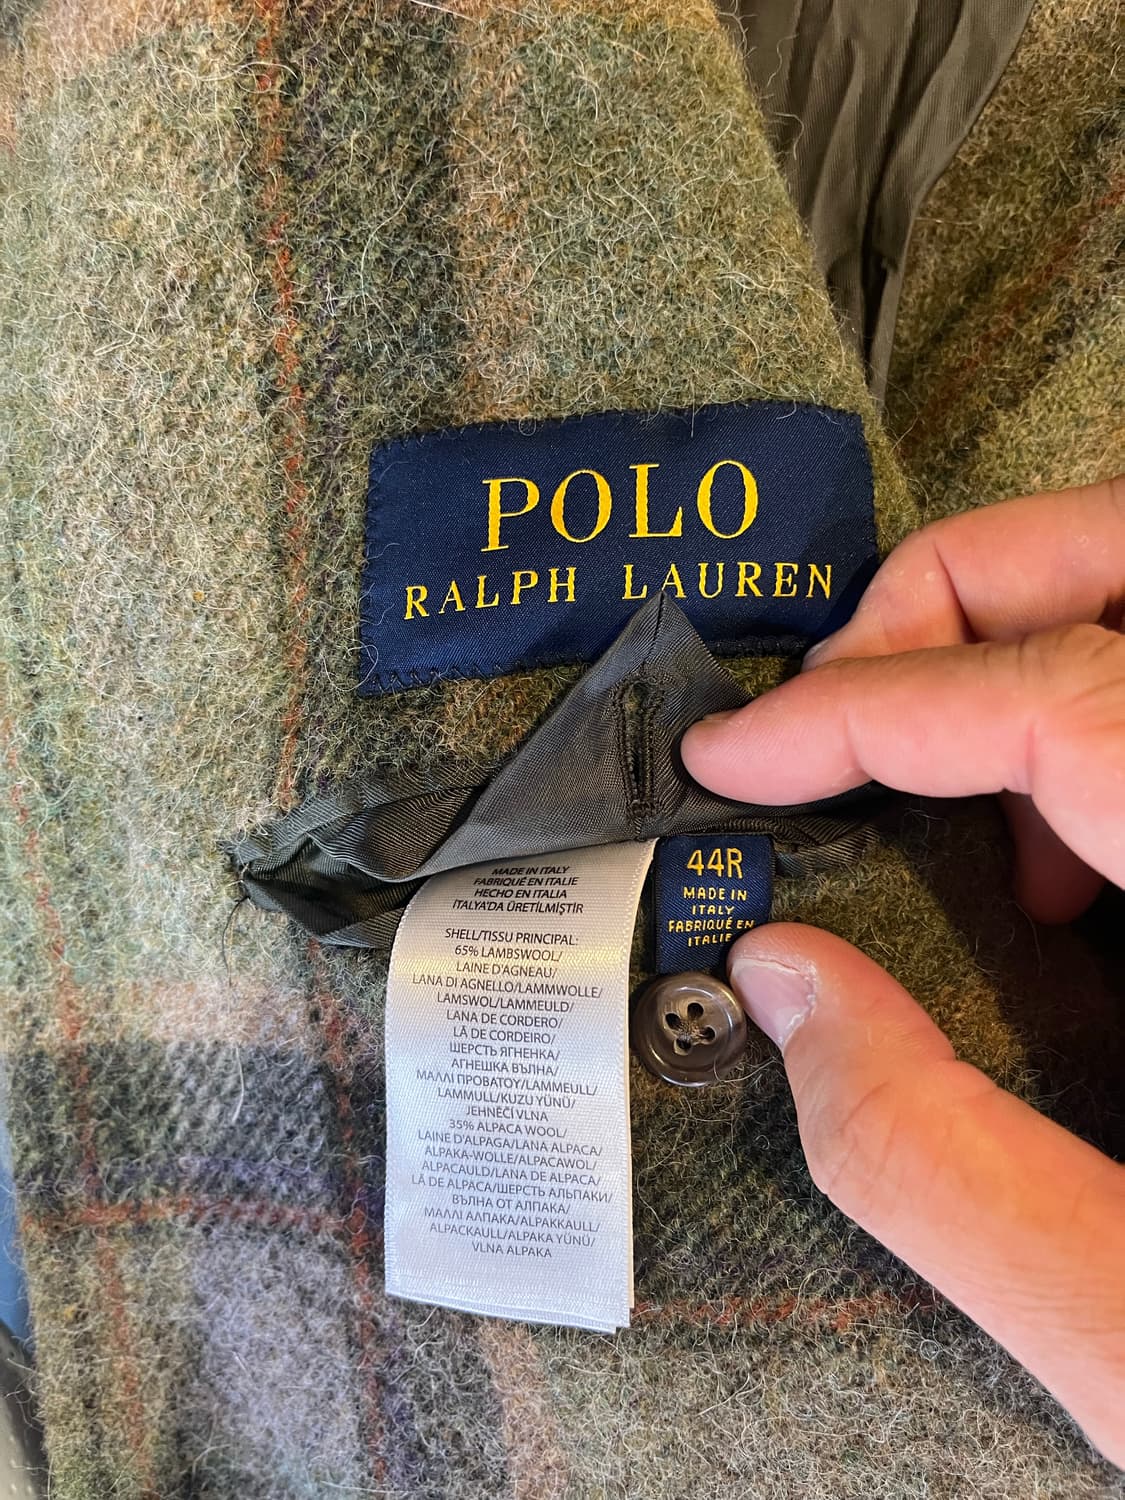 POLO
RALPH LAUREN
MADE IN ITALY
FABRIQUÉ EN ITALIE
HECHO EN ITALIA
ITALYA'DA ÜRETİLMİŞTİR
SHELL/TISSU PRINCIPAL:
65% LAMBSWOOL/
LAINE D'AGNEAU/
LANA DI AGNELLO/LAMMWOLLE/
LAMSWOL/LAMMEULD/
LANA DE CORDERO/
LÃ DE CORDEIRO/
ШЕРСТЬ ЯГНЕНКА/
АГНЕШКА ВЪЛНА/
ΜΑΛΛΙ ΠΡΟΒΑΤΟΥ/LAMMEULL/
LAMMULL/KUZU YÜNÜ/
JEHNĚČÍ VLNA
35% ALPACA WOOL/
LAINE D'ALPAGA/LANA ALPACA/
ALPAKA-WOLLE/ALPACAWOL/
ALPACAULD/LANA DE ALPACA/
LÃ DE ALPACA/ШЕРСТЬ АЛЬПАКИ/
ВЪЛНА ОТ АЛПАКА/
ΜΑΛΛΙ ΑΛΠΑΚΑ/ALPAKKAULL/
ALPACKAULL/ALPAKA YÜNÜ/
VLNA ALPAKA
44R
MADE IN
ITALY
FABRIQUÉ EN
ITALIE